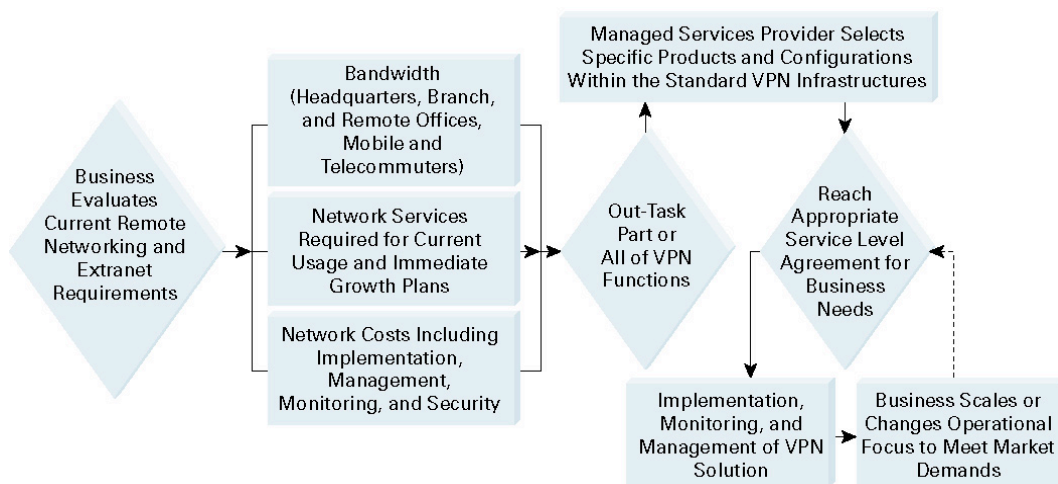 Business
Evaluates
Current Remote
Networking and
Extranet
Requirements
Bandwidth
(Headquarters, Branch,
and Remote Offices,
Mobile and
Telecommuters)
Network Services
Required for Current
Usage and Immediate
Growth Plans
Network Costs Including
Implementation,
Management,
Monitoring, and Security
Out-Task
Part or
All of VPN
Functions
Managed Services Provider Selects
Specific Products and Configurations
Within the Standard VPN Infrastructures
Reach
Appropriate
Service Level
Agreement for
Business
Needs
Implementation,
Monitoring, and
Management of VPN
Solution
Business Scales or
Changes Operational
Focus to Meet Market
Demands